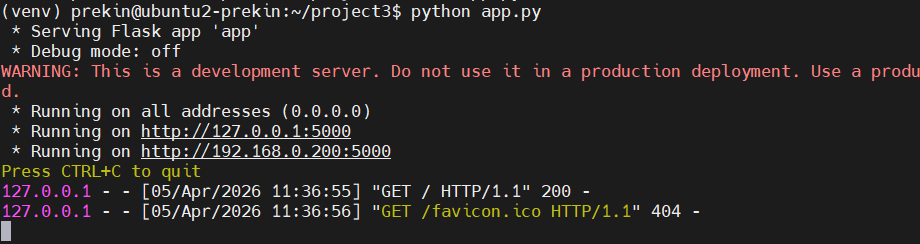 (venv) prekin@ubuntu2-prekin:~/project3$ python app.py
 * Serving Flask app 'app'
 * Debug mode: off
WARNING: This is a development server. Do not use it in a production deployment. Use a produ
d.
 * Running on all addresses (0.0.0.0)
 * Running on http://127.0.0.1:5000
 * Running on http://192.168.0.200:5000
Press CTRL+C to quit
127.0.0.1 - - [05/Apr/2026 11:36:55] "GET / HTTP/1.1" 200 -
127.0.0.1 - - [05/Apr/2026 11:36:56] "GET /favicon.ico HTTP/1.1" 404 -